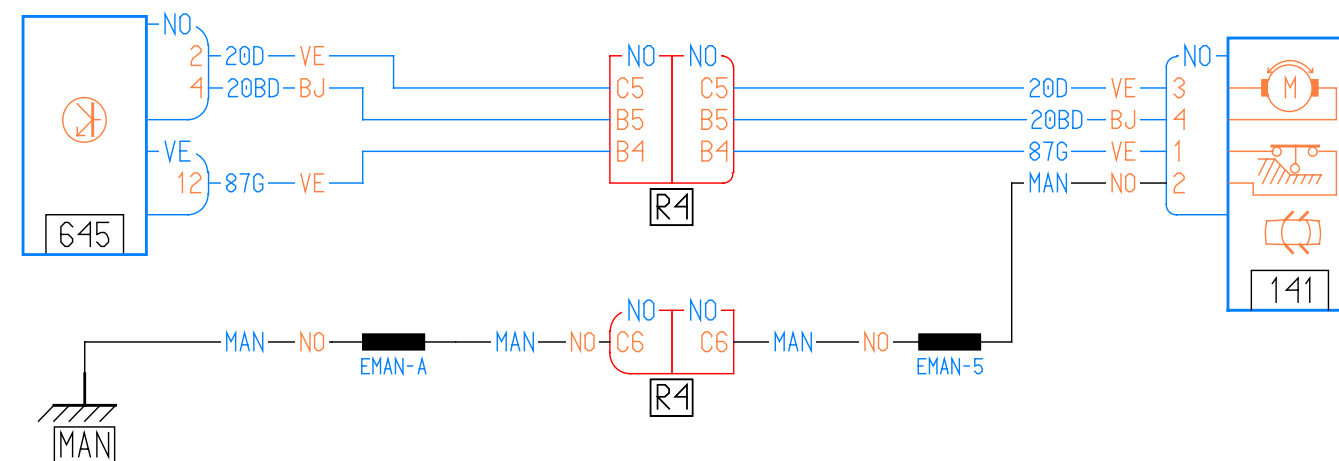 NO NO NO NO
2 20D VE
4 20BD BJ C5 C5 20D VE 3 M
B5 B5 20BD BJ 4
VE B4 B4 87G VE 1
12 87G VE MAN NO 2
R4
645
141
NO NO
MAN NO MAN NO C6 C6 MAN NO
EMAN-A EMAN-5
R4
MAN